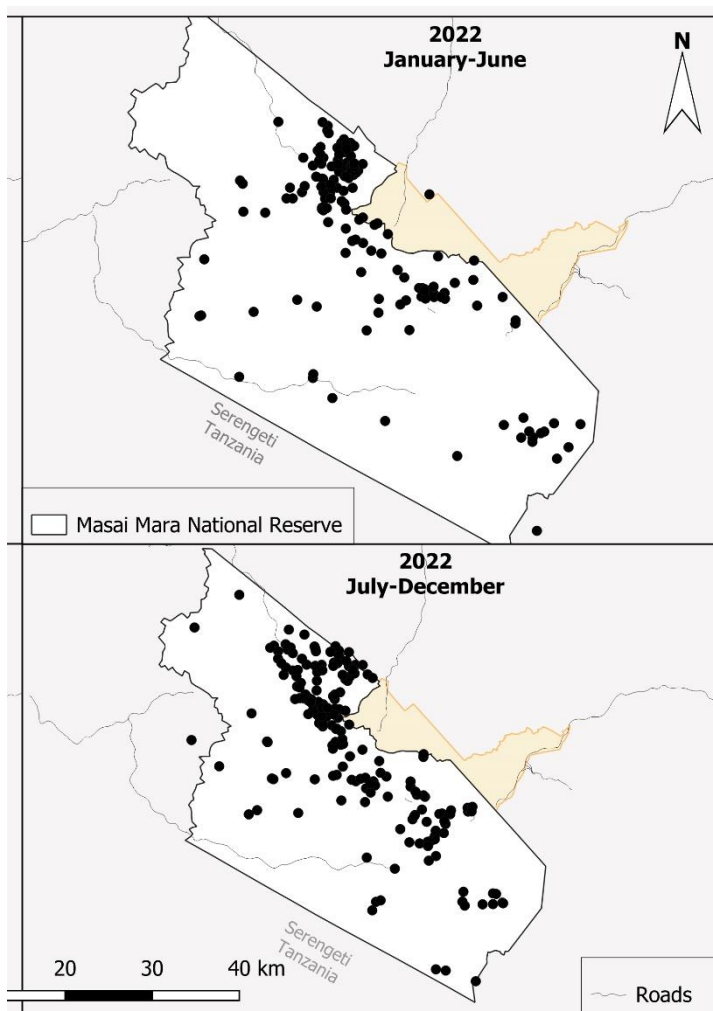 2022
January-June
N
Serengeti
Tanzania
Masai Mara National Reserve
2022
July-December
Serengeti
Tanzania
20 30 40 km
Roads